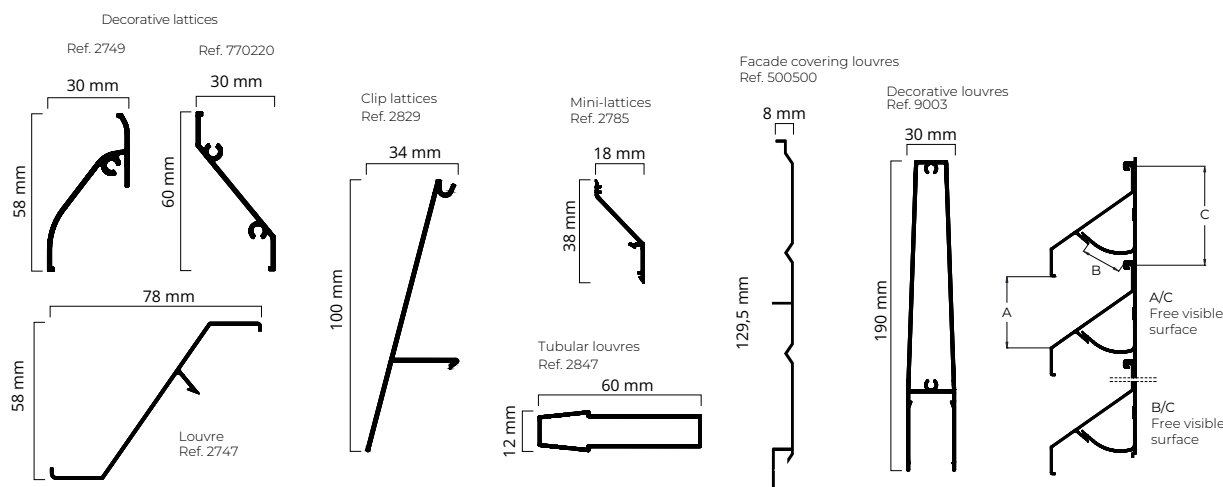 Decorative lattices
Ref. 2749
30 mm
58 mm
Ref. 770220
30 mm
60 mm
78 mm
58 mm
Louvre
Ref. 2747
Clip lattices
Ref. 2829
34 mm
100 mm
Mini-lattices
Ref. 2785
18 mm
38 mm
Tubular louvres
Ref. 2847
60 mm
12 mm
Facade covering louvres
Ref. 500500
8 mm
129,5 mm
Decorative louvres
Ref. 9003
30 mm
190 mm
C
B
A
A/C
Free visible
surface
B/C
Free visible
surface